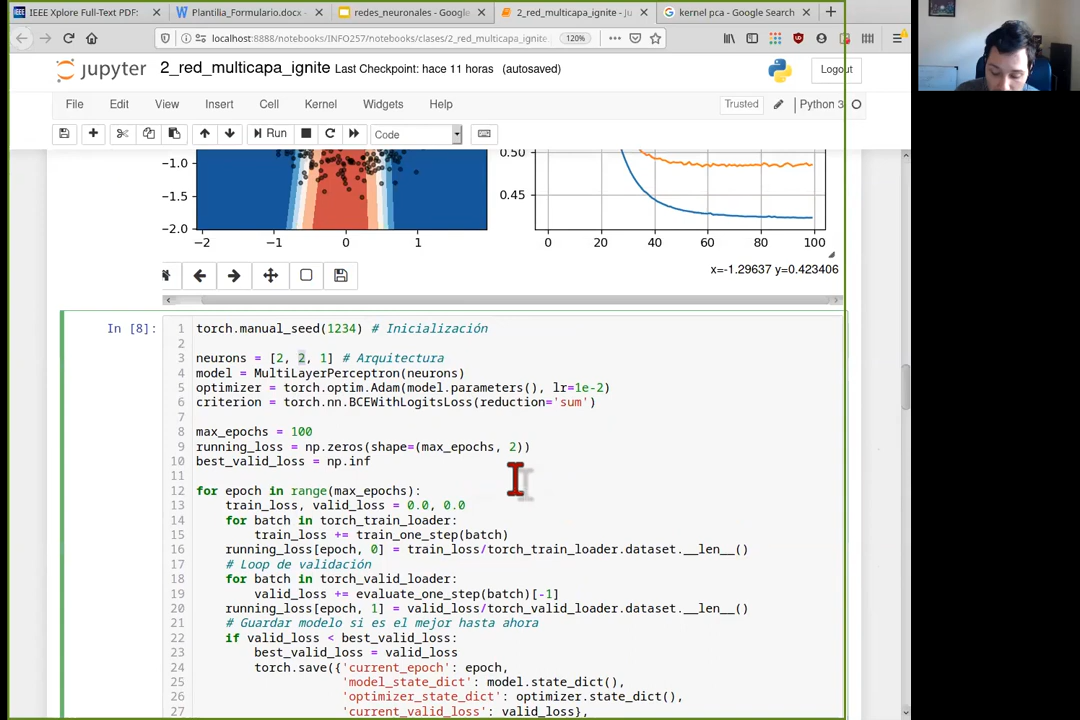 IEEE Xplore Full-Text PDF:
Plantilia_Formulario.docx -
redes_neuronales - Google
2_red_multicapa_ignite - Ju
kernel pca - Google Search
localhost:8888/notebooks/INFO257/notebooks/clases/2_red_multicapa_ignite
120%
jupyter 2_red_multicapa_ignite Last Checkpoint: hace 11 horas (autosaved)
Logout
File Edit View Insert Cell Kernel Widgets Help
Trusted
Python 3
Run
Code
−1.0
−1.5
−2.0
−2 −1 0 1
0.50
0.45
0 20 40 60 80 100
x=-1.29637 y=0.423406
In [8]:
1 torch.manual_seed(1234) # Inicialización
2
3 neurons = [2, 2, 1] # Arquitectura
4 model = MultiLayerPerceptron(neurons)
5 optimizer = torch.optim.Adam(model.parameters(), lr=1e-2)
6 criterion = torch.nn.BCEWithLogitsLoss(reduction='sum')
7
8 max_epochs = 100
9 running_loss = np.zeros(shape=(max_epochs, 2))
10 best_valid_loss = np.inf
11
12 for epoch in range(max_epochs):
13 train_loss, valid_loss = 0.0, 0.0
14 for batch in torch_train_loader:
15 train_loss += train_one_step(batch)
16 running_loss[epoch, 0] = train_loss/torch_train_loader.dataset.__len__()
17 # Loop de validación
18 for batch in torch_valid_loader:
19 valid_loss += evaluate_one_step(batch)[-1]
20 running_loss[epoch, 1] = valid_loss/torch_valid_loader.dataset.__len__()
21 # Guardar modelo si es el mejor hasta ahora
22 if valid_loss < best_valid_loss:
23 best_valid_loss = valid_loss
24 torch.save({'current_epoch': epoch,
25 'model_state_dict': model.state_dict(),
26 'optimizer_state_dict': optimizer.state_dict(),
27 'current_valid_loss': valid_loss},